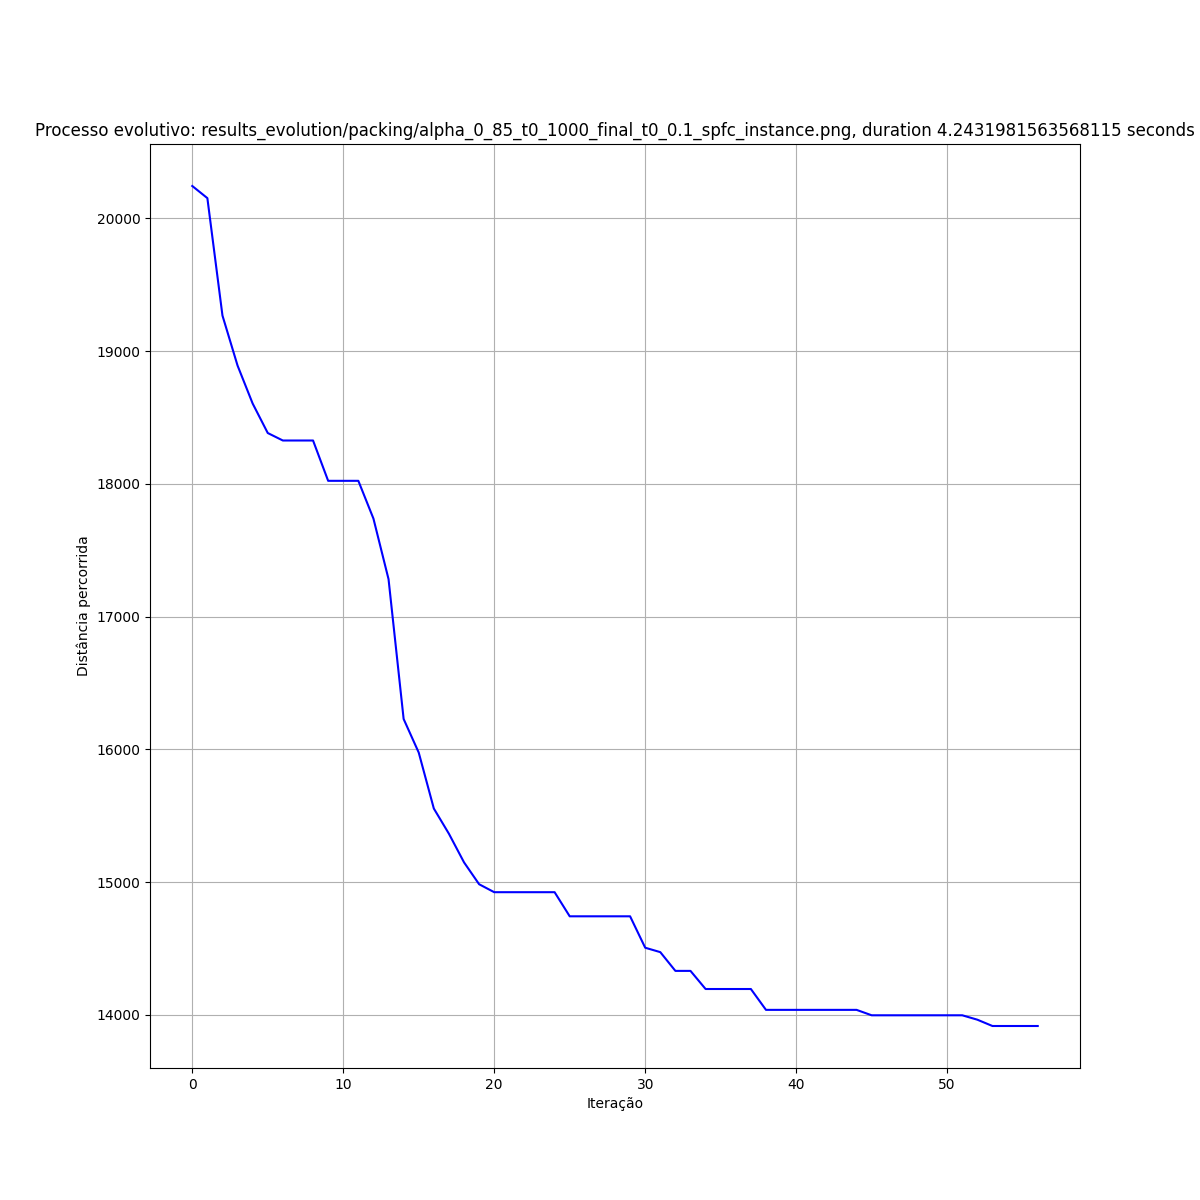 Processo evolutivo: results_evolution/packing/alpha_0_85_t0_1000_final_t0_0.1_spfc_instance.png, duration 4.2431981563568115 seconds
20000
19000
18000
17000
16000
15000
14000
Distância percorrida
0 10 20 30 40 50
Iteração